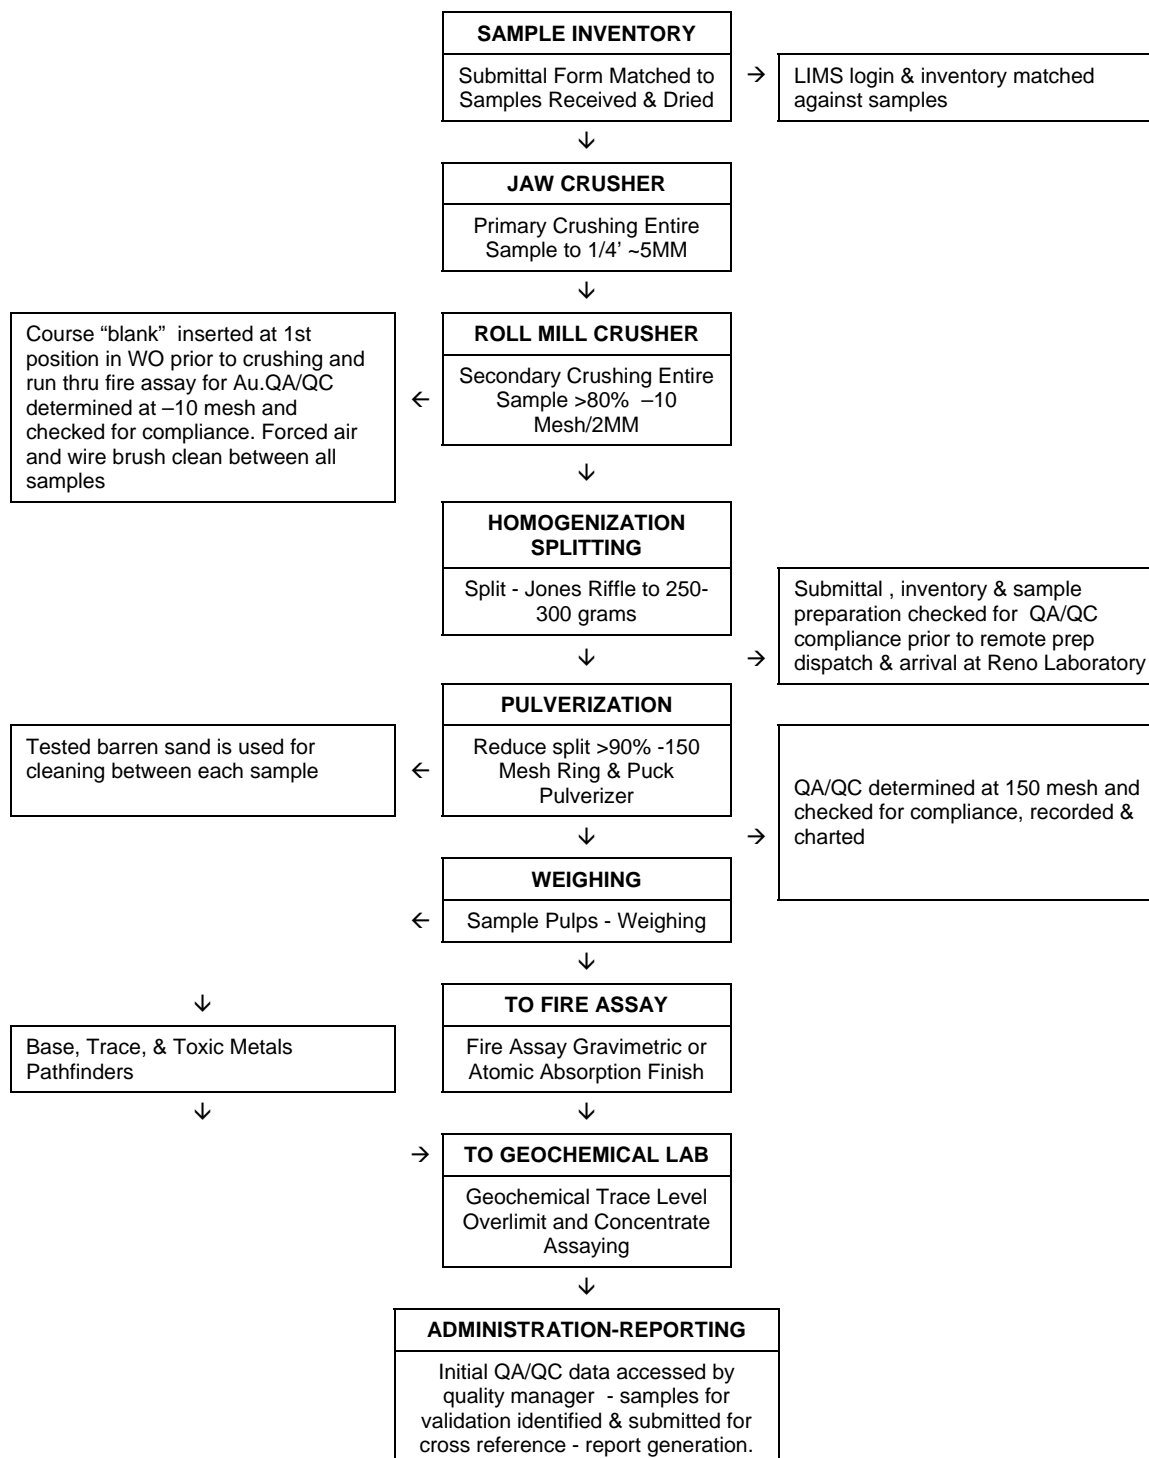 SAMPLE INVENTORY
Submittal Form Matched to
Samples Received & Dried
→
LIMS login & inventory matched
against samples
↓
JAW CRUSHER
Primary Crushing Entire
Sample to 1/4’ ~5MM
↓
Course “blank”  inserted at 1st
position in WO prior to crushing and
run thru fire assay for Au.QA/QC
determined at –10 mesh and
checked for compliance. Forced air
and wire brush clean between all
samples
←
ROLL MILL CRUSHER
Secondary Crushing Entire
Sample >80%  –10
Mesh/2MM
↓
HOMOGENIZATION
SPLITTING
Split - Jones Riffle to 250-
300 grams
↓
→
Submittal , inventory & sample
preparation checked for  QA/QC
compliance prior to remote prep
dispatch & arrival at Reno Laboratory
PULVERIZATION
Reduce split >90% -150
Mesh Ring & Puck
Pulverizer
←
Tested barren sand is used for
cleaning between each sample
↓
→
QA/QC determined at 150 mesh and
checked for compliance, recorded &
charted
WEIGHING
Sample Pulps - Weighing
←
↓
↓
TO FIRE ASSAY
Fire Assay Gravimetric or
Atomic Absorption Finish
Base, Trace, & Toxic Metals
Pathfinders
↓
↓
→
TO GEOCHEMICAL LAB
Geochemical Trace Level
Overlimit and Concentrate
Assaying
↓
ADMINISTRATION-REPORTING
Initial QA/QC data accessed by
quality manager  - samples for
validation identified & submitted for
cross reference - report generation.